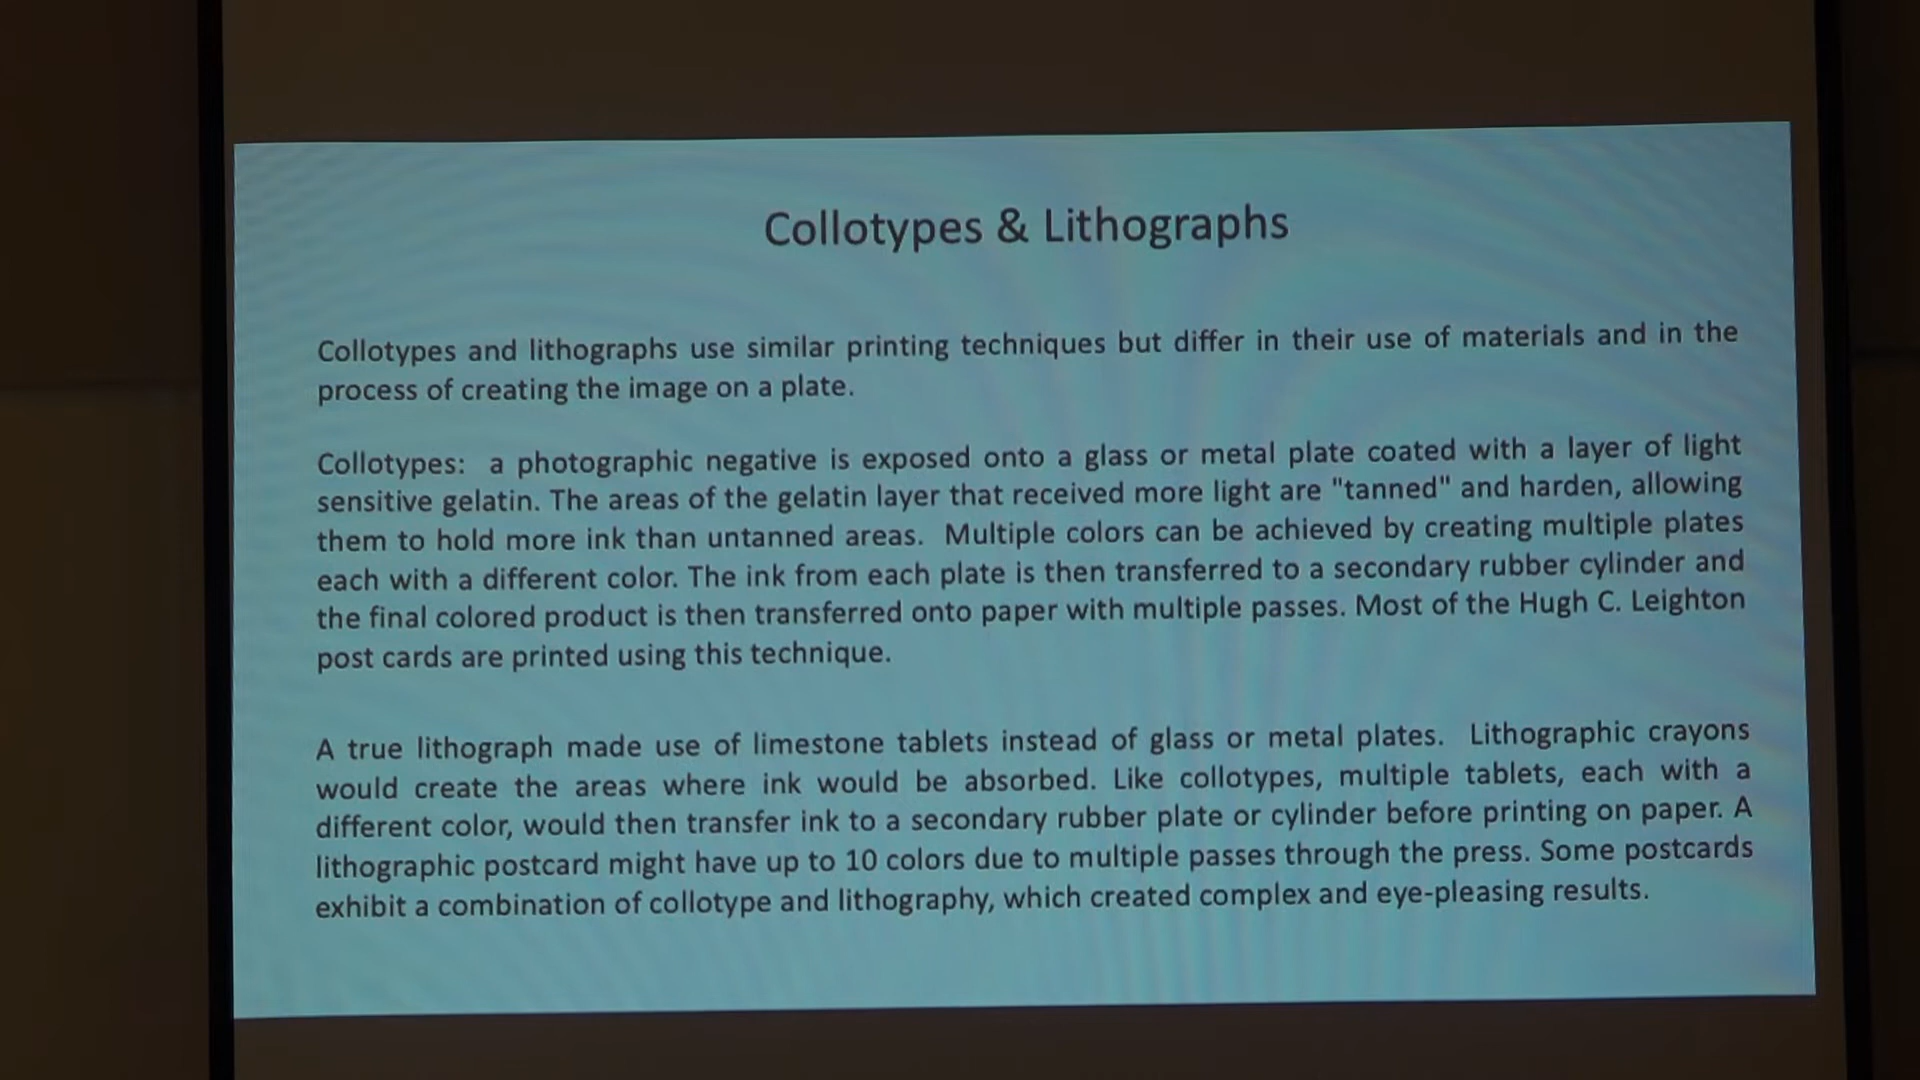 Collotypes & Lithographs
Collotypes and lithographs use similar printing techniques but differ in their use of materials and in the
process of creating the image on a plate.
Collotypes: a photographic negative is exposed onto a glass or metal plate coated with a layer of light
sensitive gelatin. The areas of the gelatin layer that received more light are "tanned" and harden, allowing
them to hold more ink than untanned areas. Multiple colors can be achieved by creating multiple plates
each with a different color. The ink from each plate is then transferred to a secondary rubber cylinder and
the final colored product is then transferred onto paper with multiple passes. Most of the Hugh C. Leighton
post cards are printed using this technique.
A true lithograph made use of limestone tablets instead of glass or metal plates. Lithographic crayons
would create the areas where ink would be absorbed. Like collotypes, multiple tablets, each with a
different color, would then transfer ink to a secondary rubber plate or cylinder before printing on paper. A
lithographic postcard might have up to 10 colors due to multiple passes through the press. Some postcards
exhibit a combination of collotype and lithography, which created complex and eye-pleasing results.